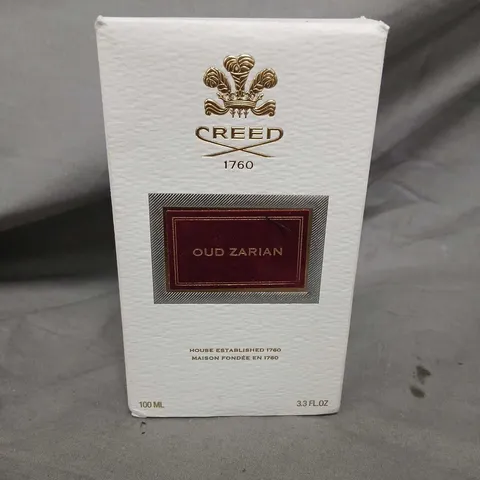 CREED
1760
OUD ZARIAN
HOUSE ESTABLISHED 1760
MAISON FONDÉE EN 1760
100 ML 3.3 FL.OZ